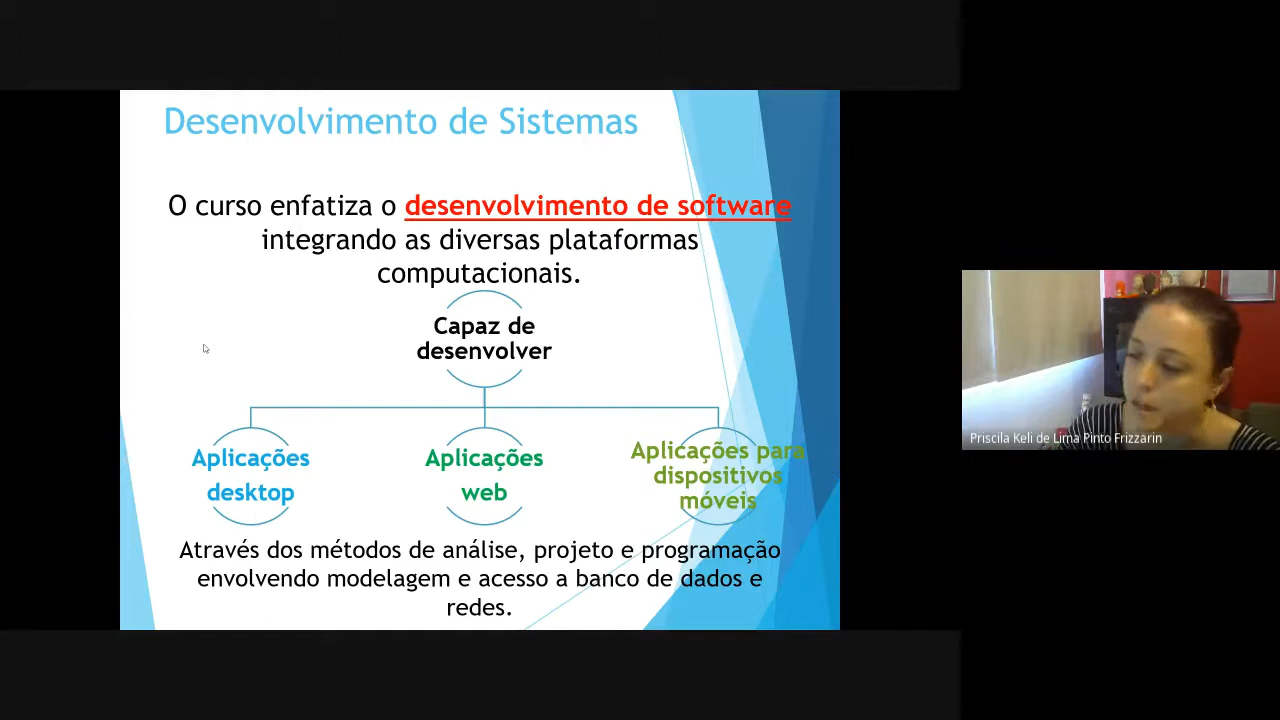 Desenvolvimento de Sistemas
O curso enfatiza o desenvolvimento de software
integrando as diversas plataformas
computacionais.
Capaz de
desenvolver
Aplicações
desktop
Aplicações
web
Aplicações para
dispositivos
móveis
Através dos métodos de análise, projeto e programação
envolvendo modelagem e acesso a banco de dados e
redes.
Priscila Keli de Lima Pinto Frizzarin